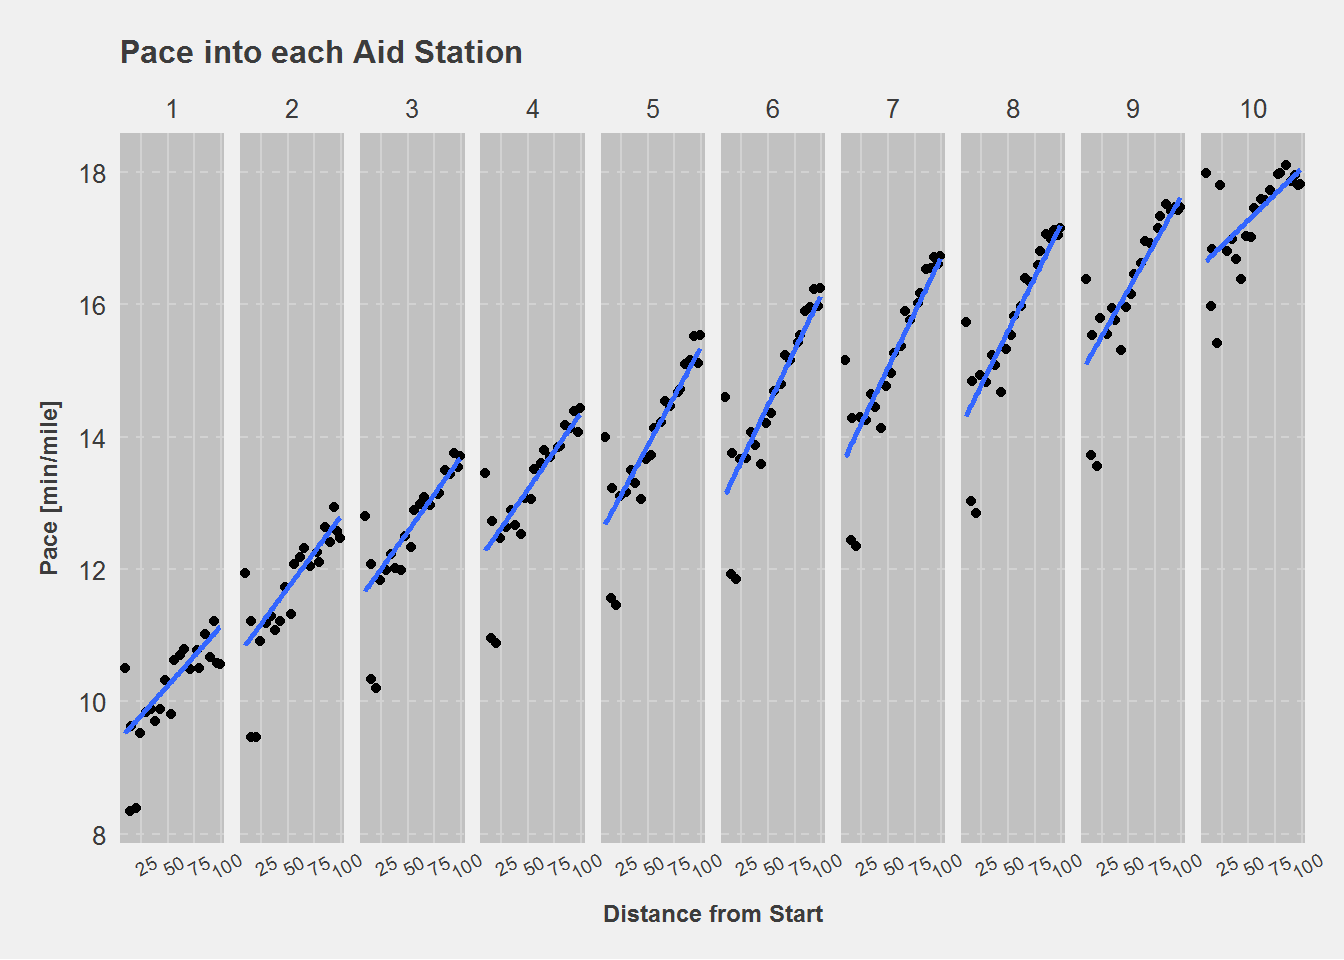 Pace into each Aid Station
1 2 3 4 5 6 7 8 9 10
18
16
14
12
10
8
Pace [min/mile]
25 50 75 100 25 50 75 100 25 50 75 100 25 50 75 100 25 50 75 100 25 50 75 100 25 50 75 100 25 50 75 100 25 50 75 100 25 50 75 100
Distance from Start